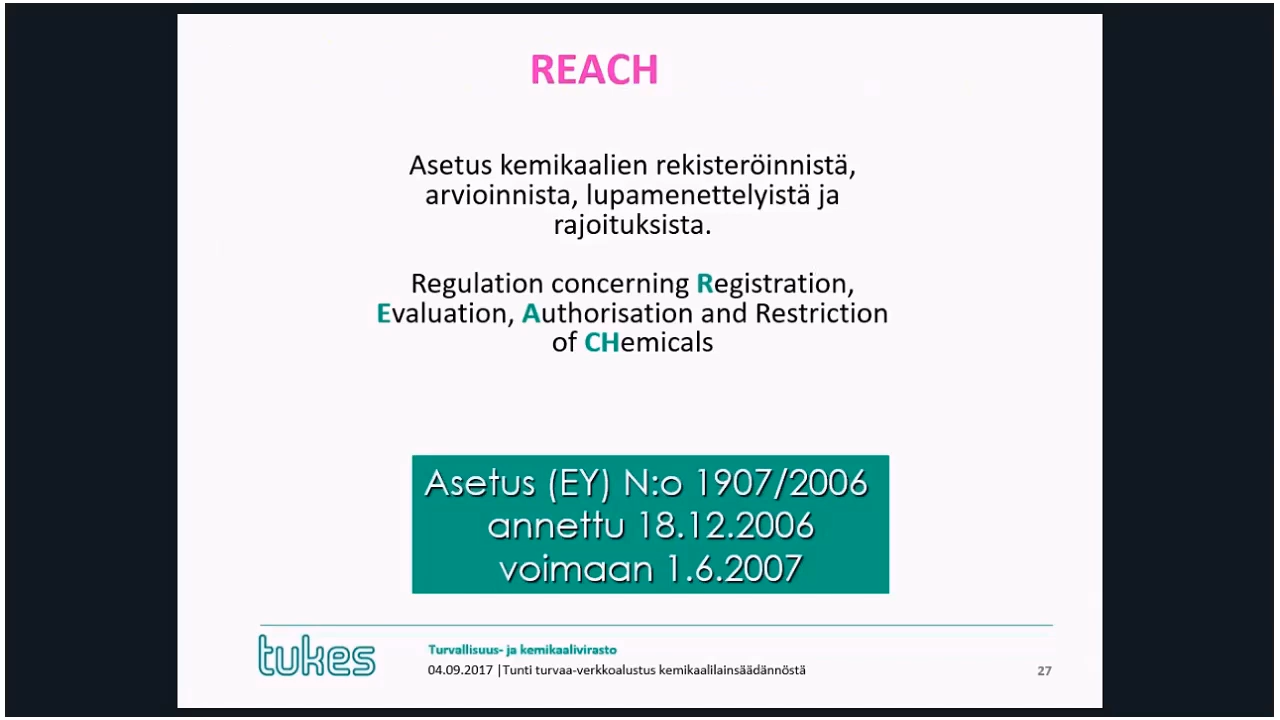 REACH
Asetus kemikaalien rekisteröinnistä,
arvioinnista, lupamenettelyistä ja
rajoituksista.
Regulation concerning Registration,
Evaluation, Authorisation and Restriction
of CHemicals
Asetus (EY) N:o 1907/2006
annettu 18.12.2006
voimaan 1.6.2007
tukes
Turvallisuus- ja kemikaalivirasto
04.09.2017 |Tunti turvaa-verkkoalustus kemikaalilainsäädännöstä
27